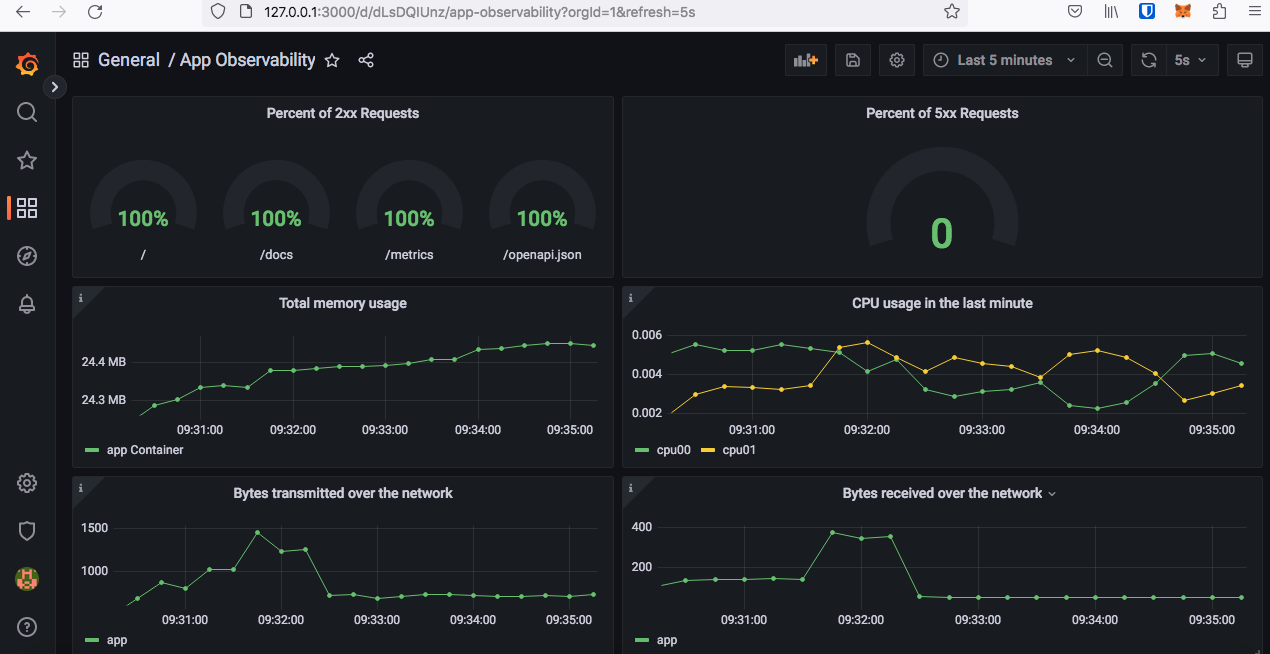 127.0.0.1:3000/d/dLsDQIUnz/app-observability?orgId=1&refresh=5s
General / App Observability
Last 5 minutes
5s
Percent of 2xx Requests
100% 100% 100% 100%
/ /docs /metrics /openapi.json
Percent of 5xx Requests
0
i
Total memory usage
24.4 MB
24.3 MB
09:31:00 09:32:00 09:33:00 09:34:00 09:35:00
app Container
i
CPU usage in the last minute
0.006
0.004
0.002
09:31:00 09:32:00 09:33:00 09:34:00 09:35:00
cpu00 cpu01
i
Bytes transmitted over the network
1500
1000
09:31:00 09:32:00 09:33:00 09:34:00 09:35:00
app
i
Bytes received over the network
400
200
09:31:00 09:32:00 09:33:00 09:34:00 09:35:00
app